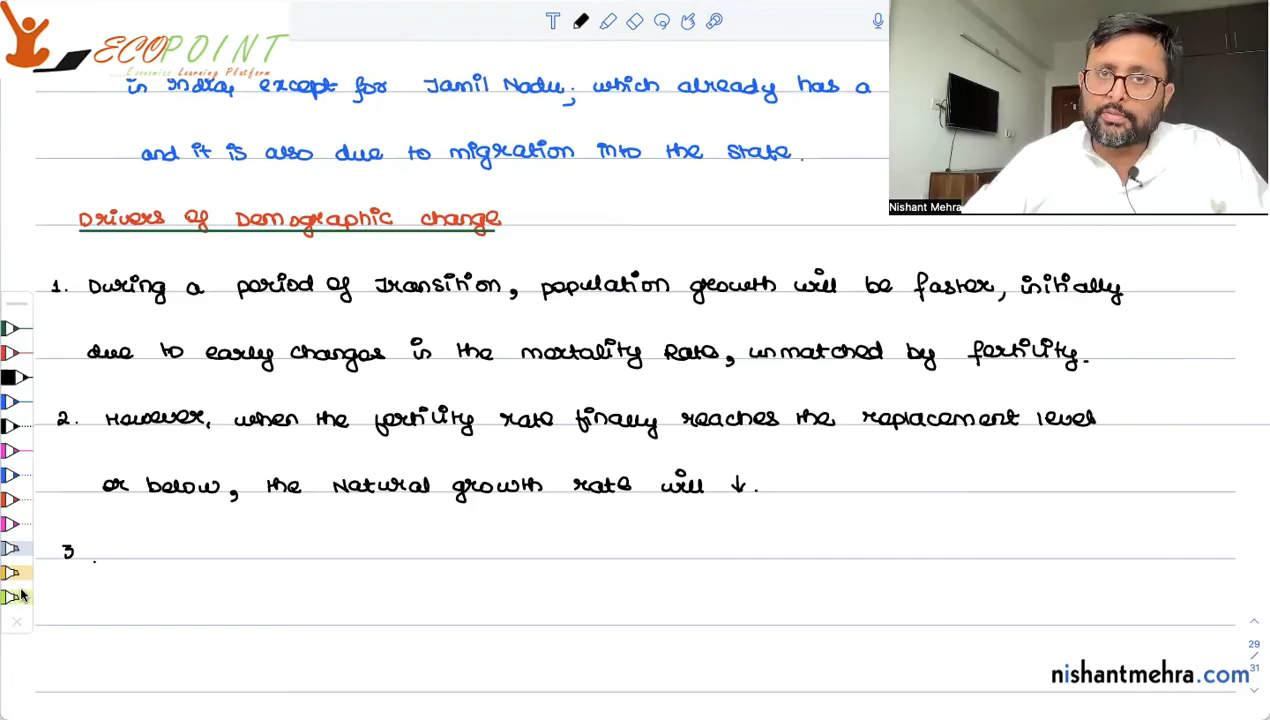 ECOPOINT
Economics Learning Platform
T
in India, except for Tamil Nadu, which already has a
and it is also due to migration into the state.
Nishant Mehra
Drivers of Demographic change
1. During a period of Transition, population growth will be faster, initially
due to early changes in the mortality Rate, unmatched by fertility.
2. However, when the fertility rate finally reaches the replacement level
or below, the Natural growth rate will ↓.
3.
29
/
31
nishantmehra.com